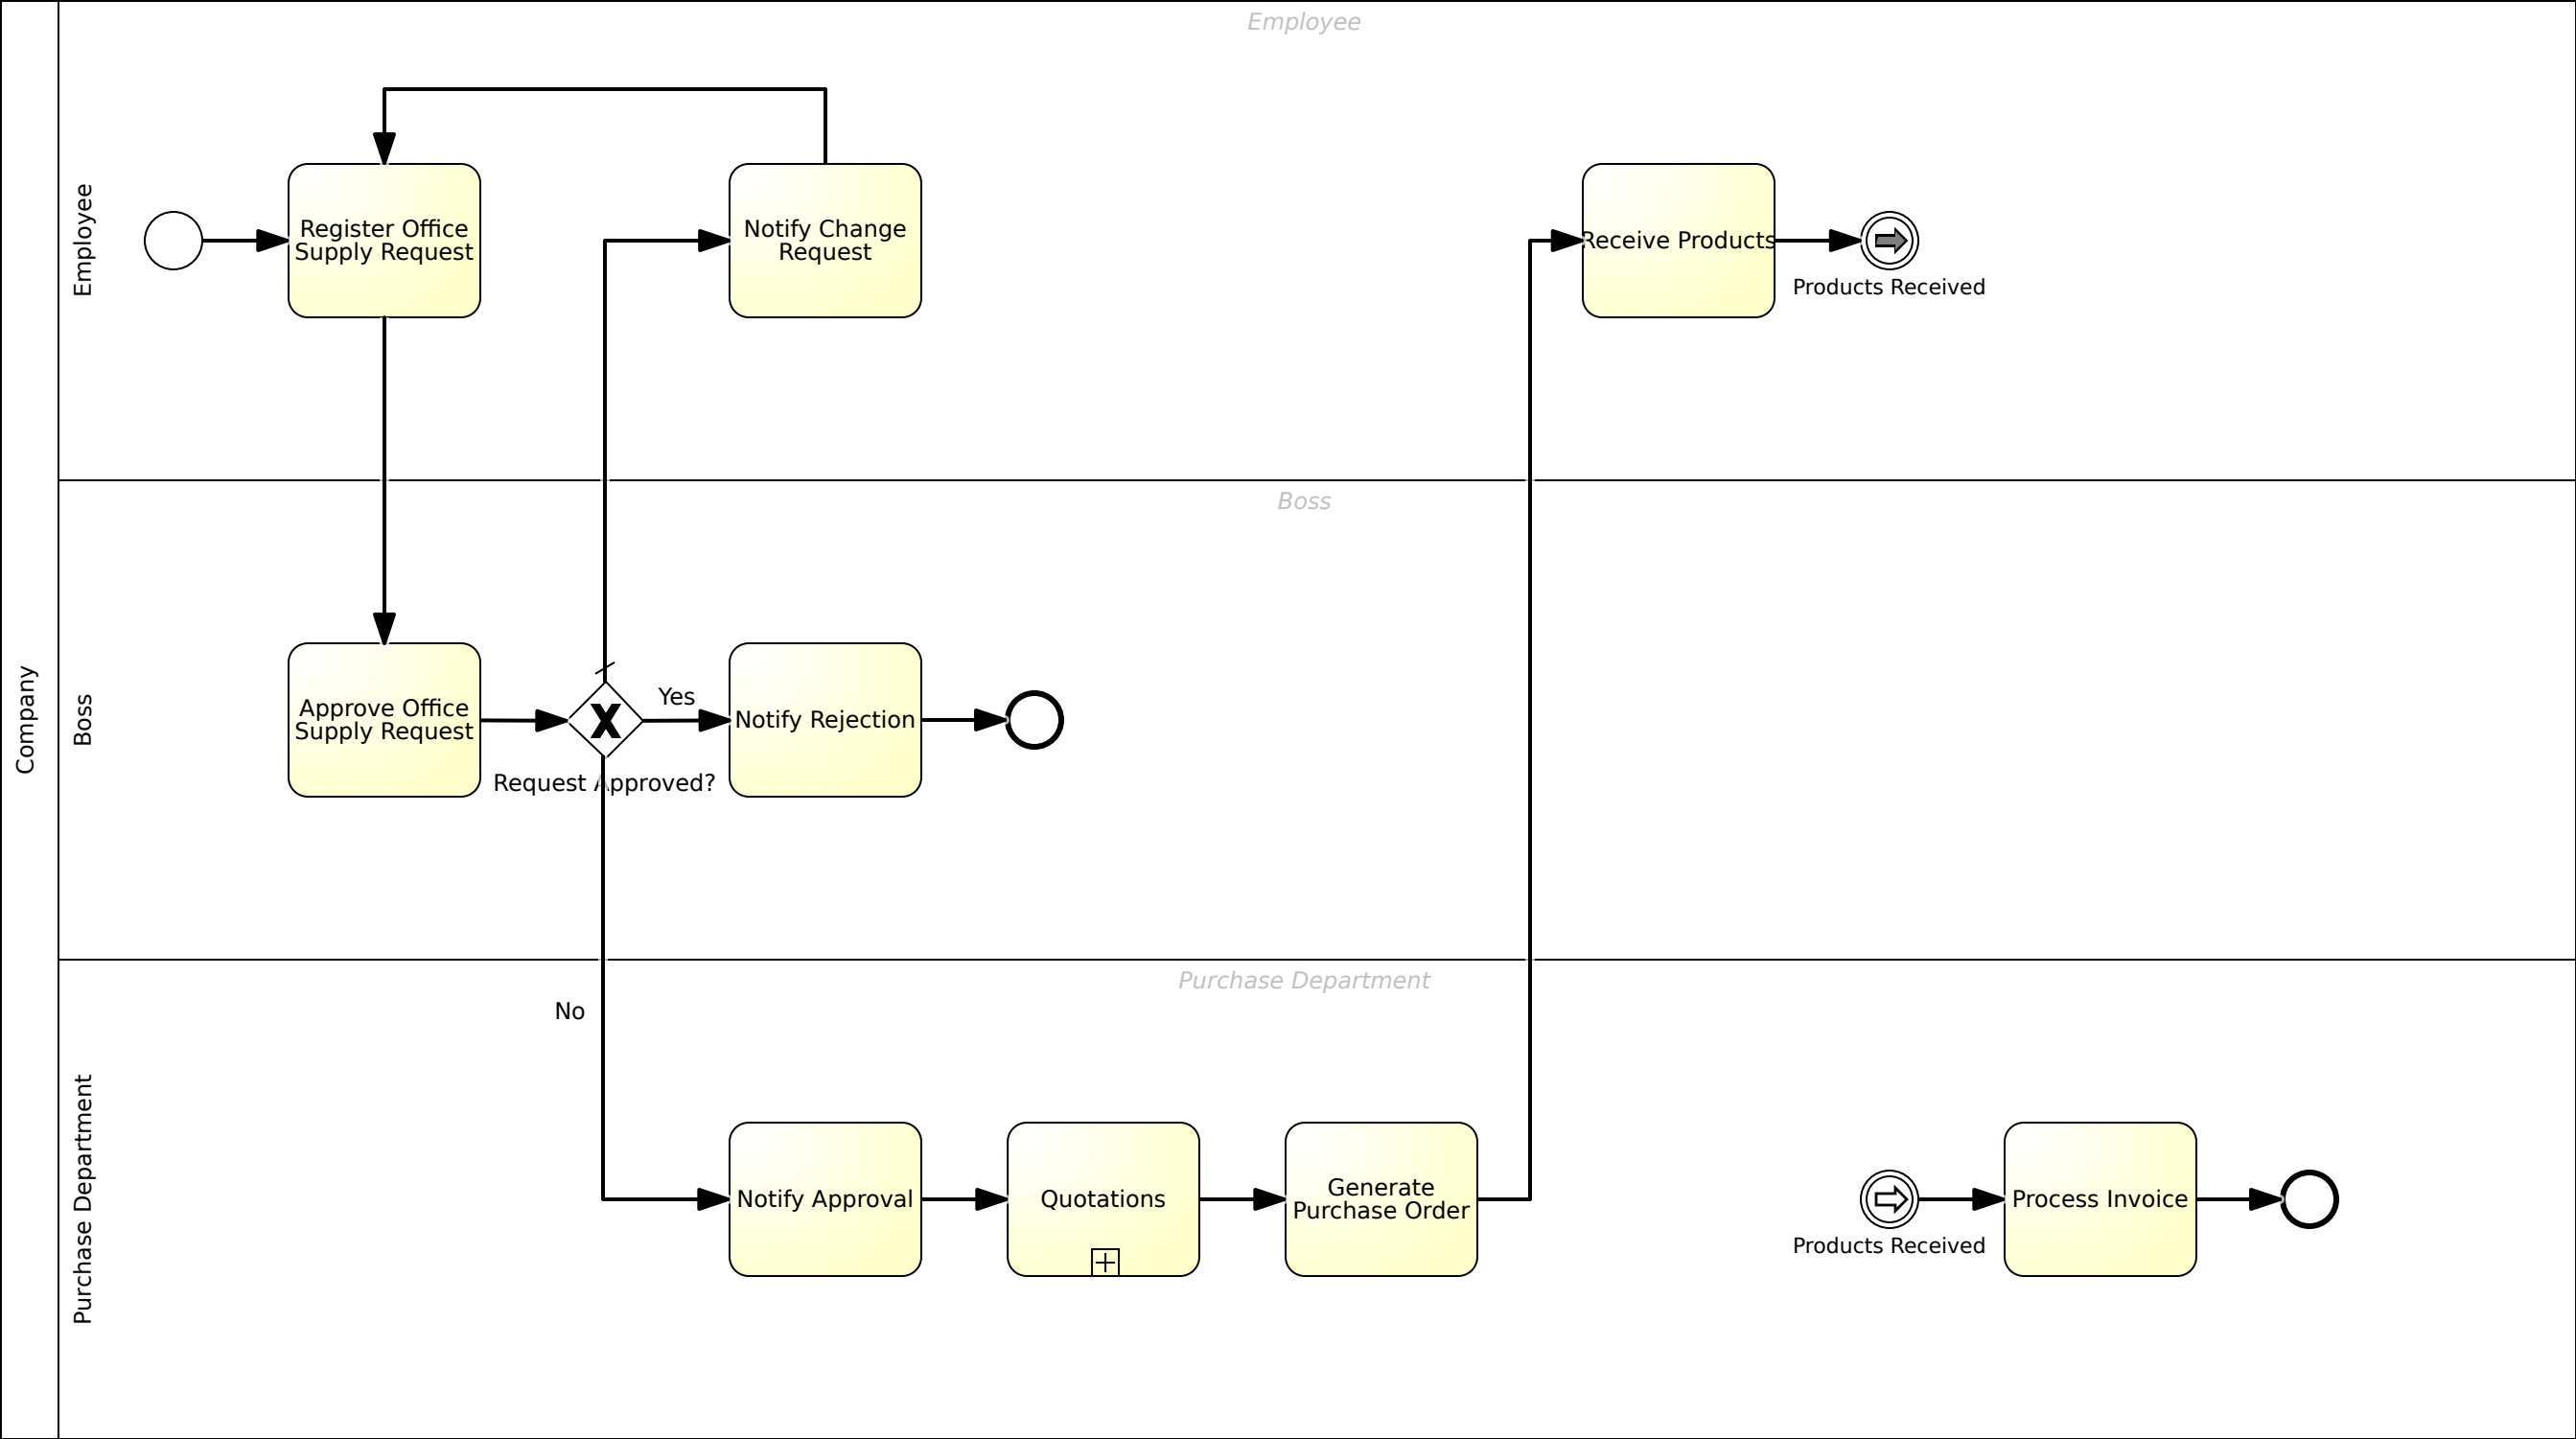 Company
Employee
Employee
Register Office
Supply Request
Notify Change
Request
Receive Products
Products Received
Boss
Boss
Approve Office
Supply Request
Request Approved?
Yes
Notify Rejection
No
Purchase Department
Purchase Department
Notify Approval
Quotations
Generate
Purchase Order
Products Received
Process Invoice